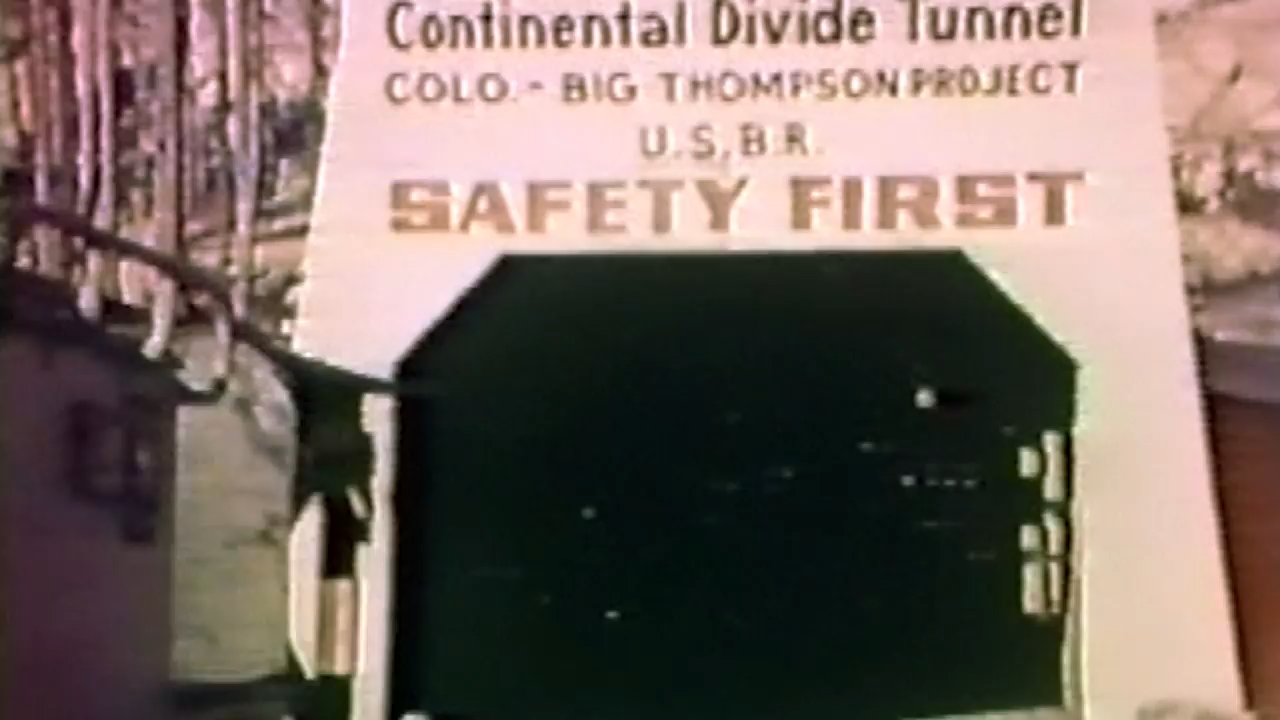 Continental Divide Tunnel
COLO.- BIG THOMPSON PROJECT
U.S.B.R.
SAFETY FIRST